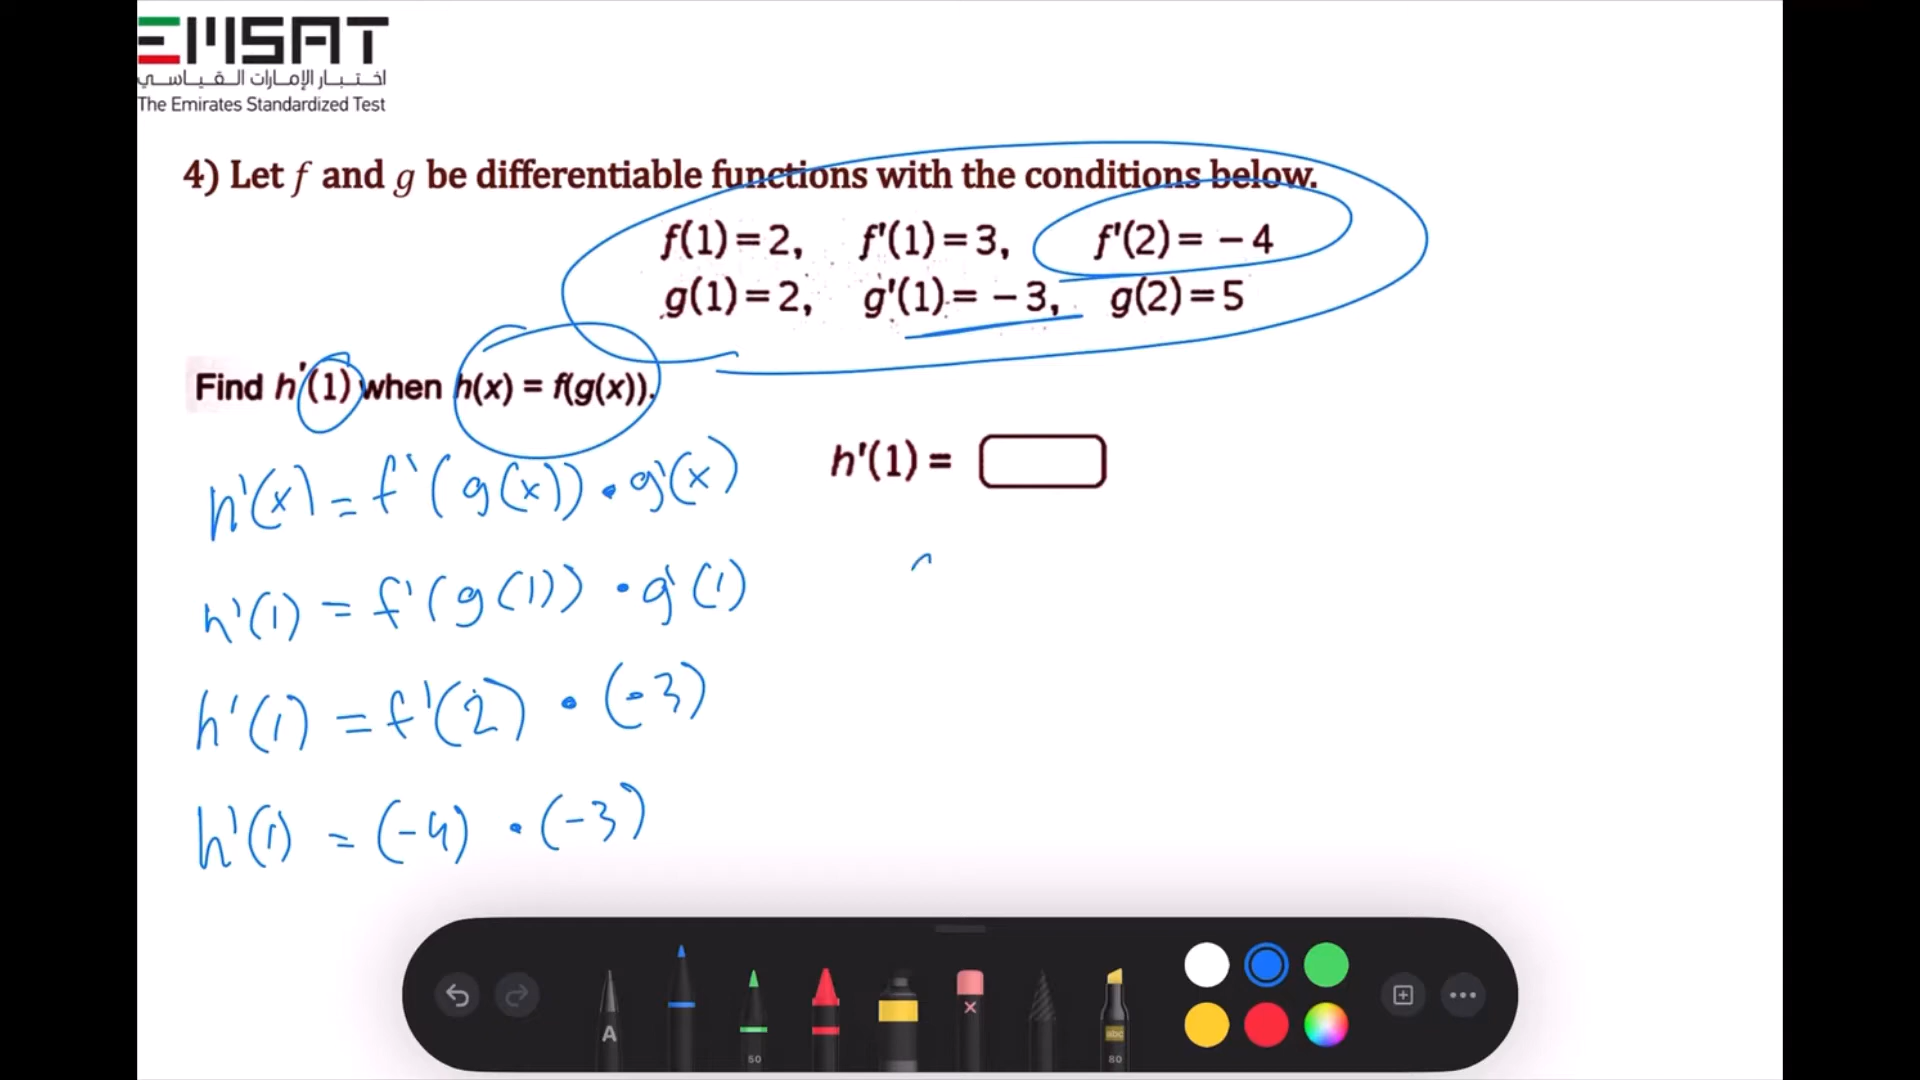 EMSAT
اختبار الإمارات القياسي
The Emirates Standardized Test
4) Let f and g be differentiable functions with the conditions below.
f(1)=2, f'(1)=3, f'(2)= −4
g(1)=2, g'(1)= −3, g(2)=5
Find h'(1) when h(x) = f(g(x)).
h'(1) =
h'(x) = f'(g(x)) · g'(x)
h'(1) = f'(g(1)) · g'(1)
h'(1) = f'(2) · (-3)
h'(1) = (-4) · (-3)
A
50
80